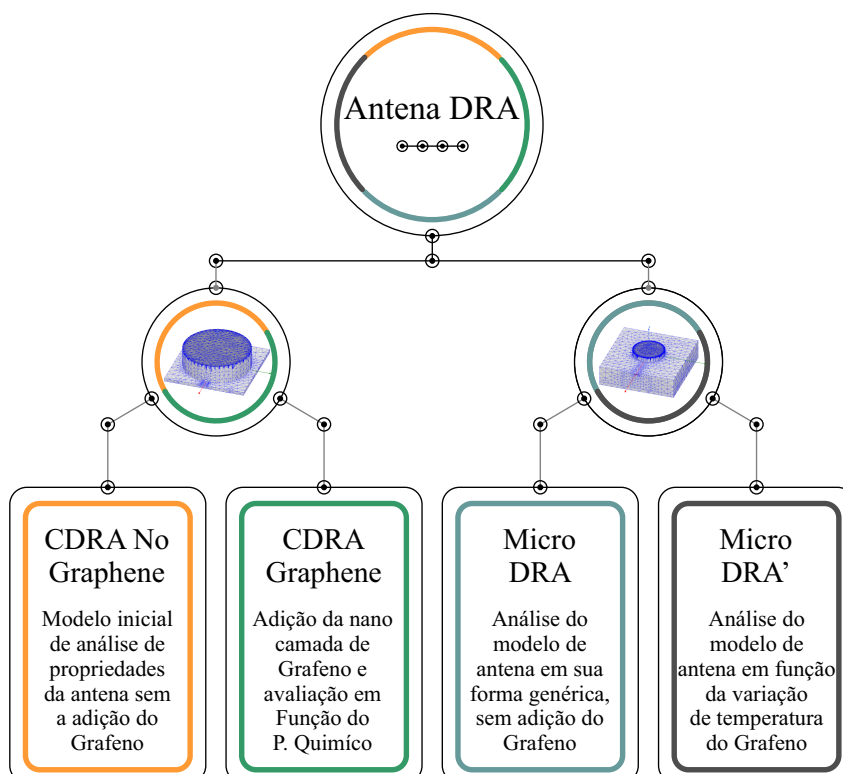 Antena DRA
CDRA No
Graphene
Modelo inicial
de análise de
propriedades
da antena sem
a adição do
Grafeno
CDRA
Graphene
Adição da nano
camada de
Grafeno e
avaliação em
Função do
P. Quimíco
Micro
DRA
Análise do
modelo de
antena em sua
forma genérica,
sem adição do
Grafeno
Micro
DRA’
Análise do
modelo de
antena em função
da variação
de temperatura
do Grafeno